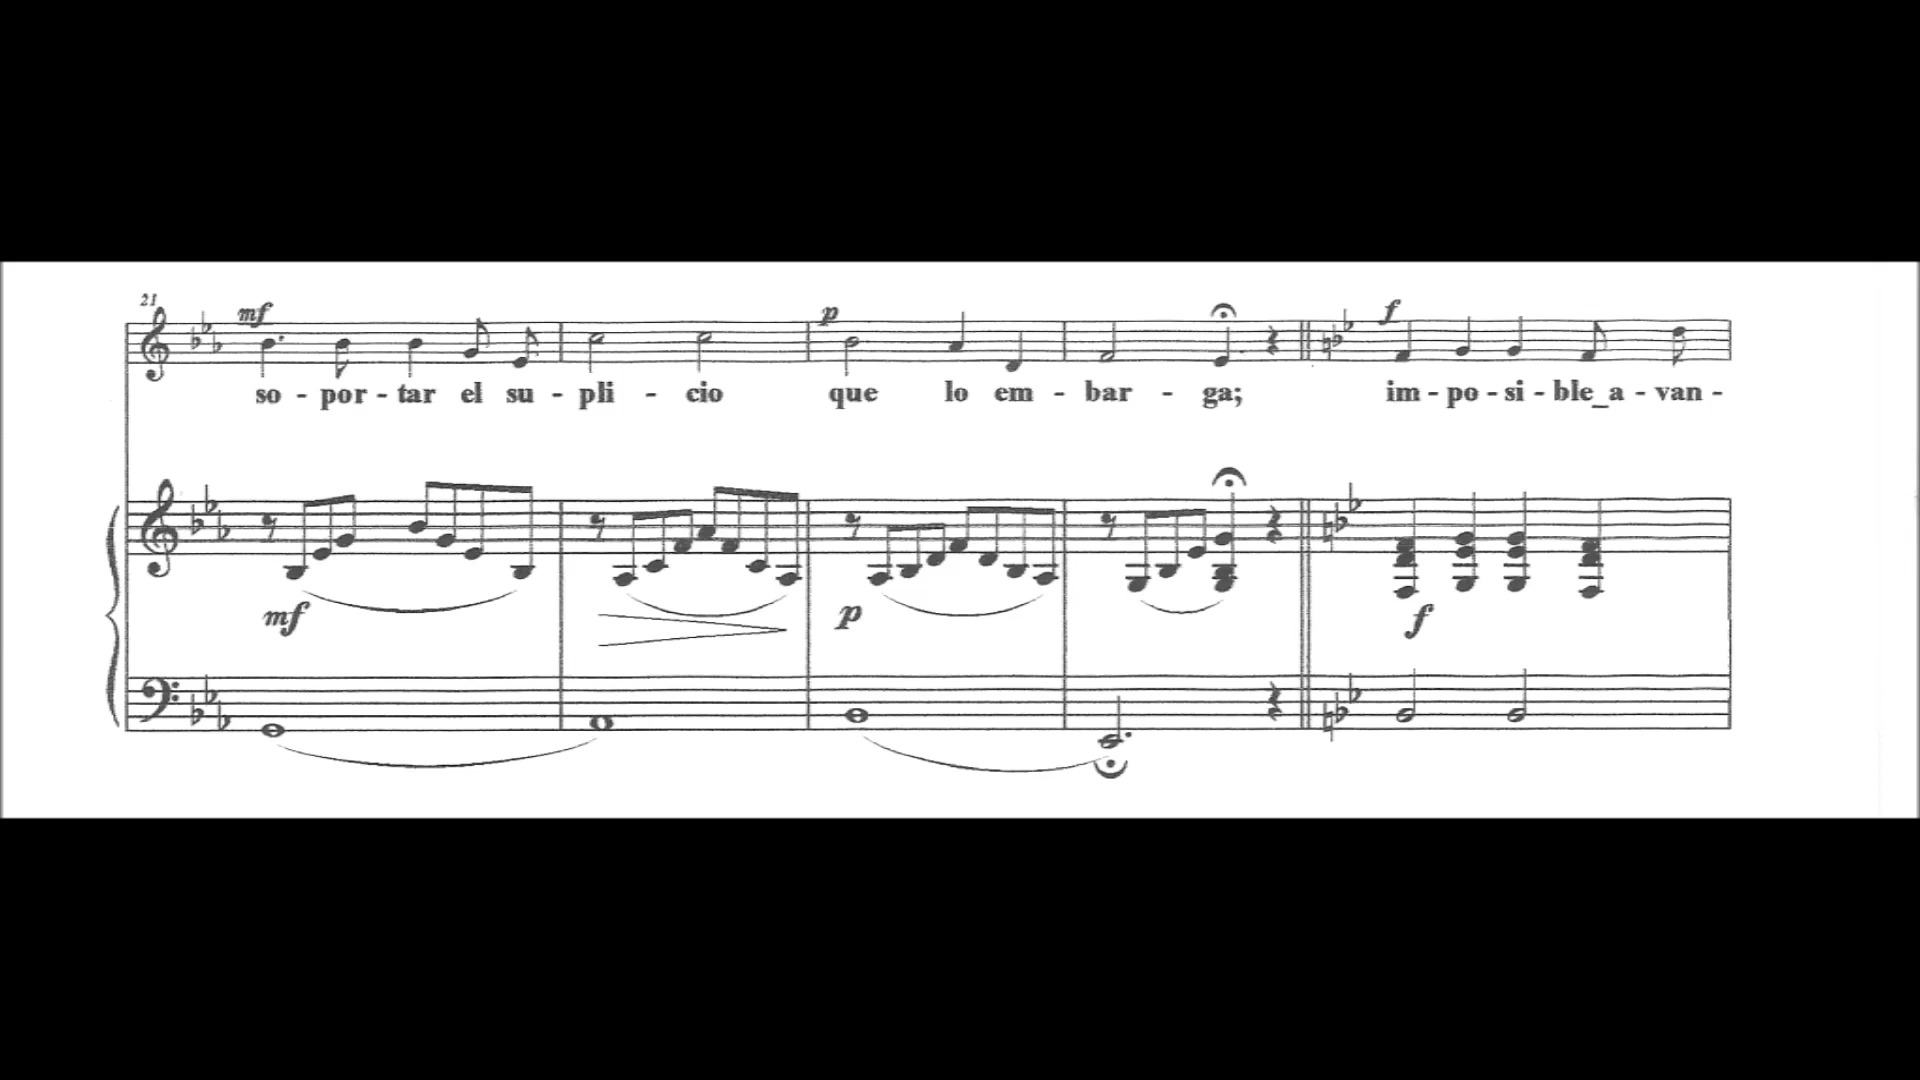 21
mf p f
so - por - tar el su - pli - cio que lo em - bar - ga; im - po - si - ble_a - van -
mf p f